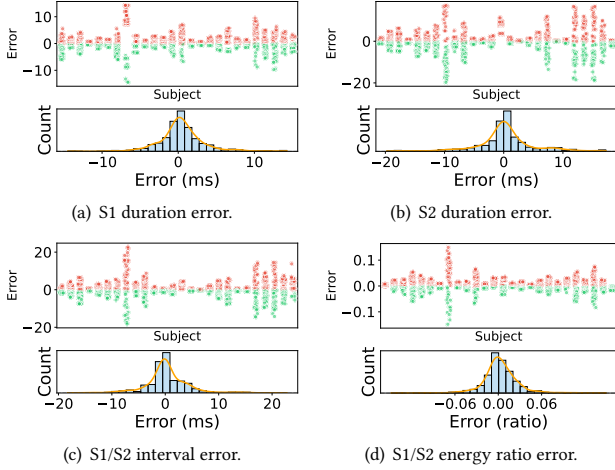 10
0
−10
Error
Subject
Count
−10 0 10
Error (ms)
(a) S1 duration error.
0
−20
Error
Subject
Count
−20 −10 0 10
Error (ms)
(b) S2 duration error.
20
0
−20
Error
Subject
Count
−20 −10 0 10 20
Error (ms)
(c) S1/S2 interval error.
0.1
0.0
−0.1
Error
Subject
Count
−0.06 0.00 0.06
Error (ratio)
(d) S1/S2 energy ratio error.